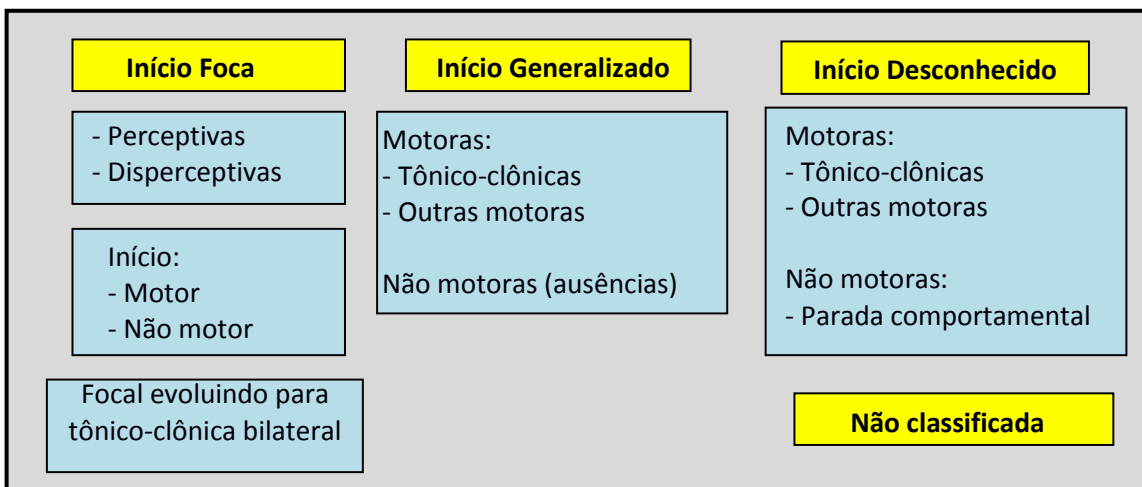 Início Foca
- Perceptivas
- Disperceptivas
Início:
- Motor
- Não motor
Focal evoluindo para
tônico-clônica bilateral
Início Generalizado
Motoras:
- Tônico-clônicas
- Outras motoras
Não motoras (ausências)
Início Desconhecido
Motoras:
- Tônico-clônicas
- Outras motoras
Não motoras:
- Parada comportamental
Não classificada